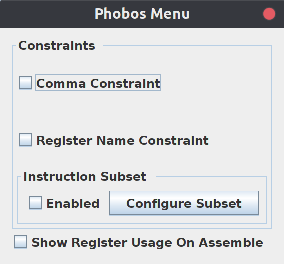 Phobos Menu
Constraints
Comma Constraint
Register Name Constraint
Instruction Subset
Enabled Configure Subset
Show Register Usage On Assemble